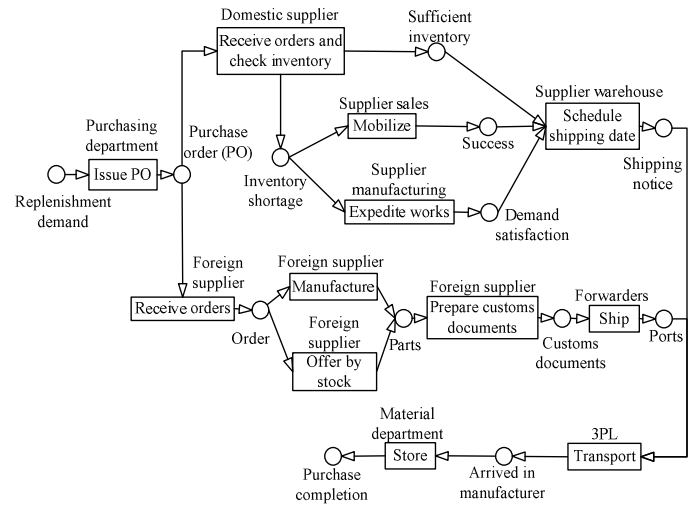 Domestic supplier
Receive orders and
check inventory
Sufficient
inventory
Supplier warehouse
Schedule
shipping date
Supplier sales
Mobilize
Success
Purchasing
department
Issue PO
Purchase
order (PO)
Replenishment
demand
Inventory
shortage
Supplier
manufacturing
Expedite works
Demand
satisfaction
Shipping
notice
Foreign
supplier
Receive orders
Order
Foreign supplier
Manufacture
Foreign
supplier
Offer by
stock
Parts
Foreign supplier
Prepare customs
documents
Customs
documents
Forwarders
Ship
Ports
Material
department
Store
3PL
Transport
Arrived in
manufacturer
Purchase
completion